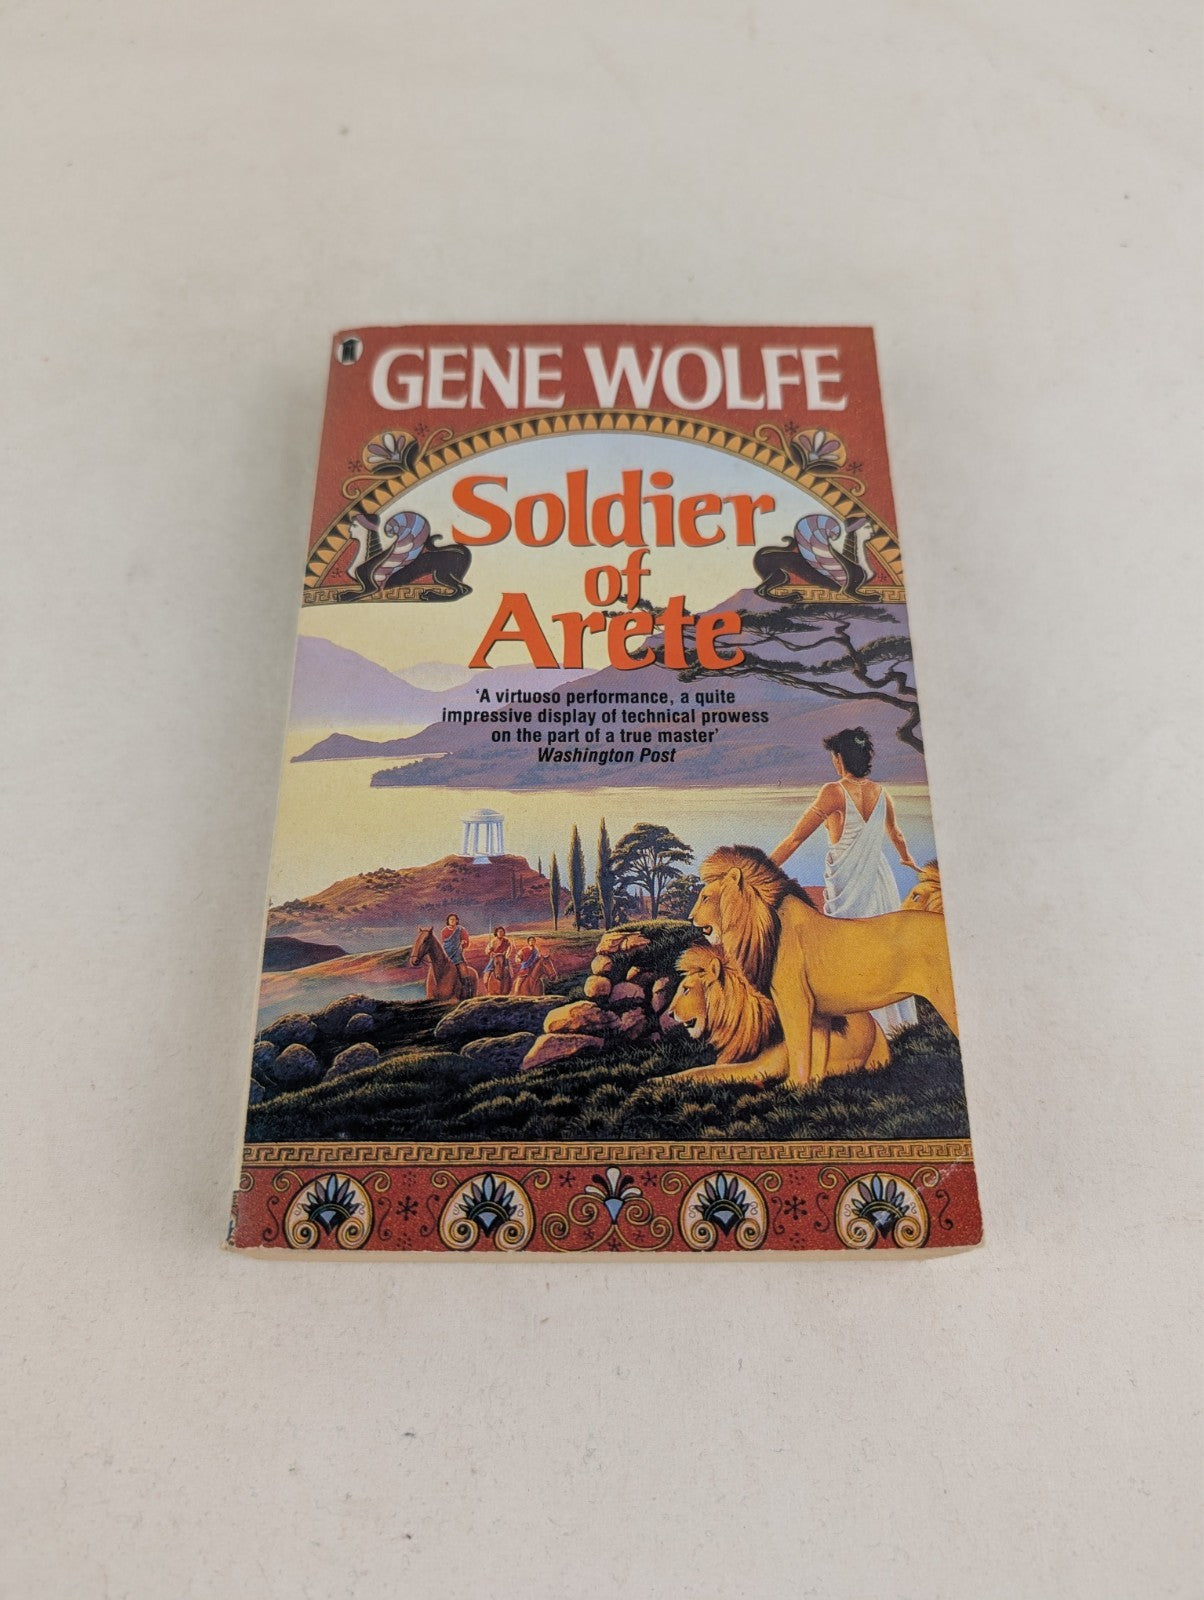 GENE WOLFE
Soldier
of
Arete
'A virtuoso performance, a quite
impressive display of technical prowess
on the part of a true master'
Washington Post